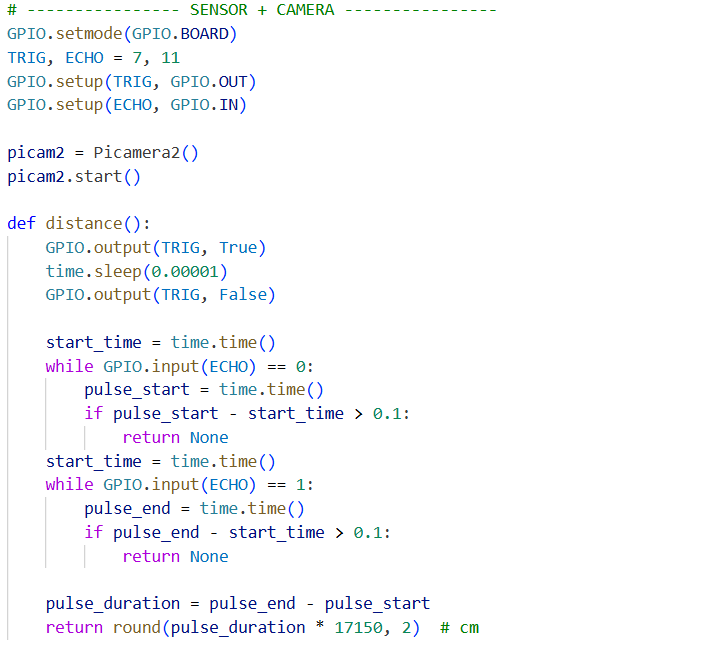 # ---------------- SENSOR + CAMERA ----------------
GPIO.setmode(GPIO.BOARD)
TRIG, ECHO = 7, 11
GPIO.setup(TRIG, GPIO.OUT)
GPIO.setup(ECHO, GPIO.IN)

picam2 = Picamera2()
picam2.start()

def distance():
    GPIO.output(TRIG, True)
    time.sleep(0.00001)
    GPIO.output(TRIG, False)

    start_time = time.time()
    while GPIO.input(ECHO) == 0:
        pulse_start = time.time()
        if pulse_start - start_time > 0.1:
            return None
    start_time = time.time()
    while GPIO.input(ECHO) == 1:
        pulse_end = time.time()
        if pulse_end - start_time > 0.1:
            return None

    pulse_duration = pulse_end - pulse_start
    return round(pulse_duration * 17150, 2)  # cm